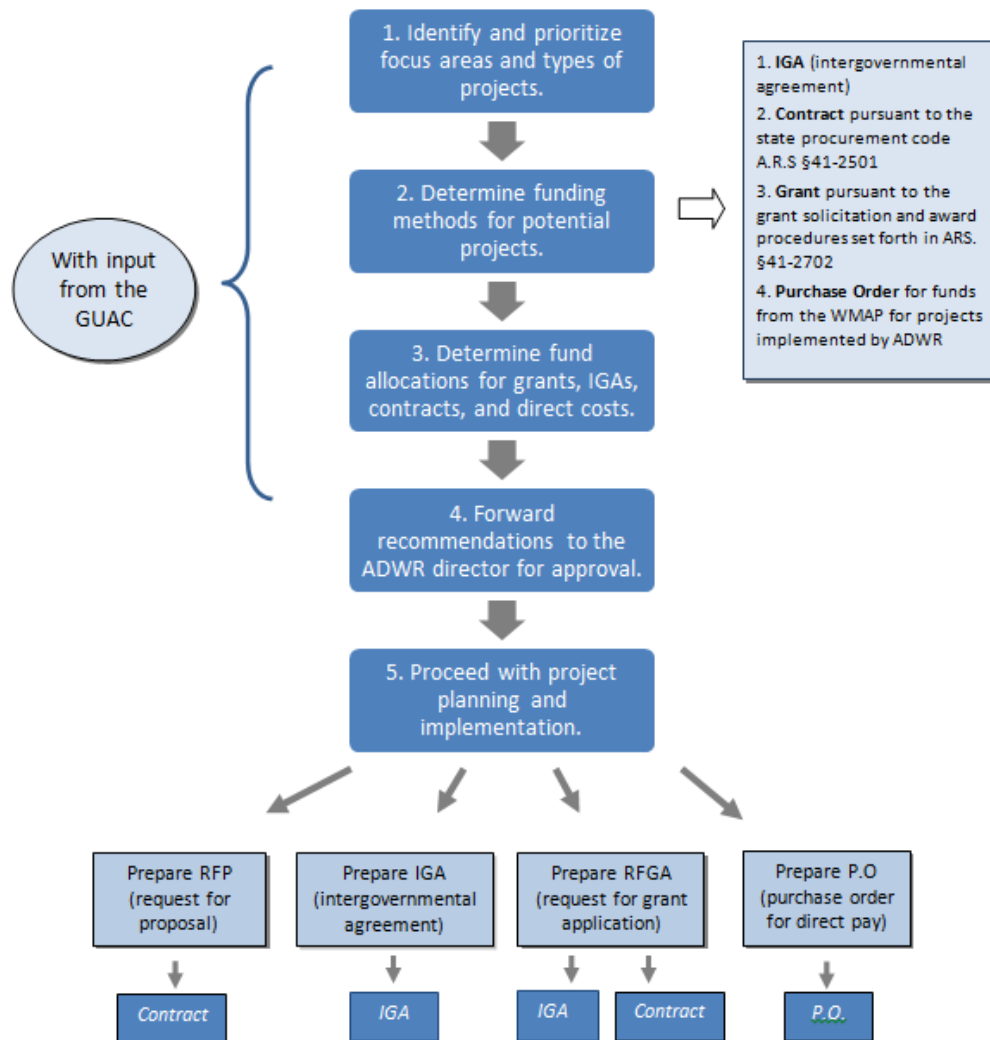 1. Identify and prioritize
focus areas and types of
projects.
1. IGA (intergovernmental
agreement)
2. Contract pursuant to the
state procurement code
A.R.S §41-2501
3. Grant pursuant to the
grant solicitation and award
procedures set forth in ARS.
§41-2702
4. Purchase Order for funds
from the WMAP for projects
implemented by ADWR
2. Determine funding
methods for potential
projects.
With input
from the
GUAC
3. Determine fund
allocations for grants, IGAs,
contracts, and direct costs.
4. Forward
recommendations to the
ADWR director for approval.
5. Proceed with project
planning and
implementation.
Prepare RFP
(request for
proposal)
Prepare IGA
(intergovernmental
agreement)
Prepare RFGA
(request for grant
application)
Prepare P.O
(purchase order
for direct pay)
Contract
IGA
IGA
Contract
P.O.